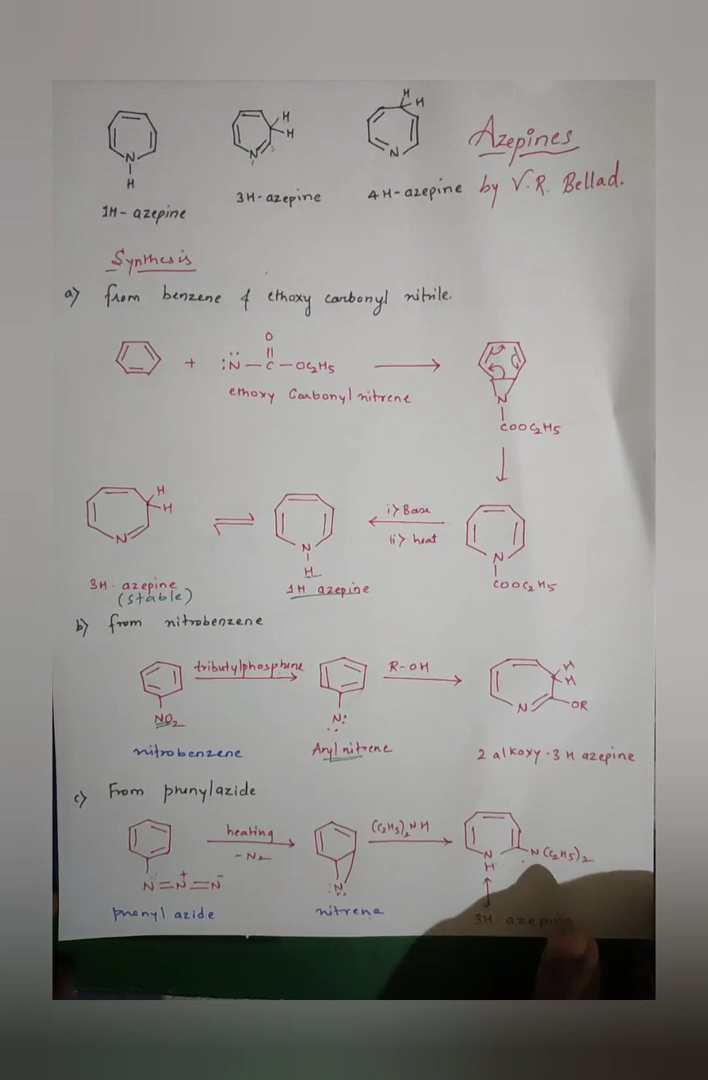 Azepines
by V.R. Bellad.
N
H
1H- azepine
H
H
N
3H-azepine
H
H
N
4H-azepine
Synthesis
a) from benzene & ethoxy carbonyl nitrile.
+ :N̈ — C — OC2H5
O
ethoxy Carbonyl nitrene
N
COOC2H5
H
H
N
3H- azepine
(stable)
N
H
1H azepine
i) Base
ii) heat
N
COOC2H5
b) from nitrobenzene
NO2
nitrobenzene
tributylphosphine
N:
Aryl nitrene
R-OH
H
H
N
OR
2 alkoxy-3H azepine
c) From phenylazide
N=N=N
+ -
phenyl azide
heating
-N2
:N:
nitrene
(C2H5)2NH
N
H
N(C2H5)2
3H-azepine